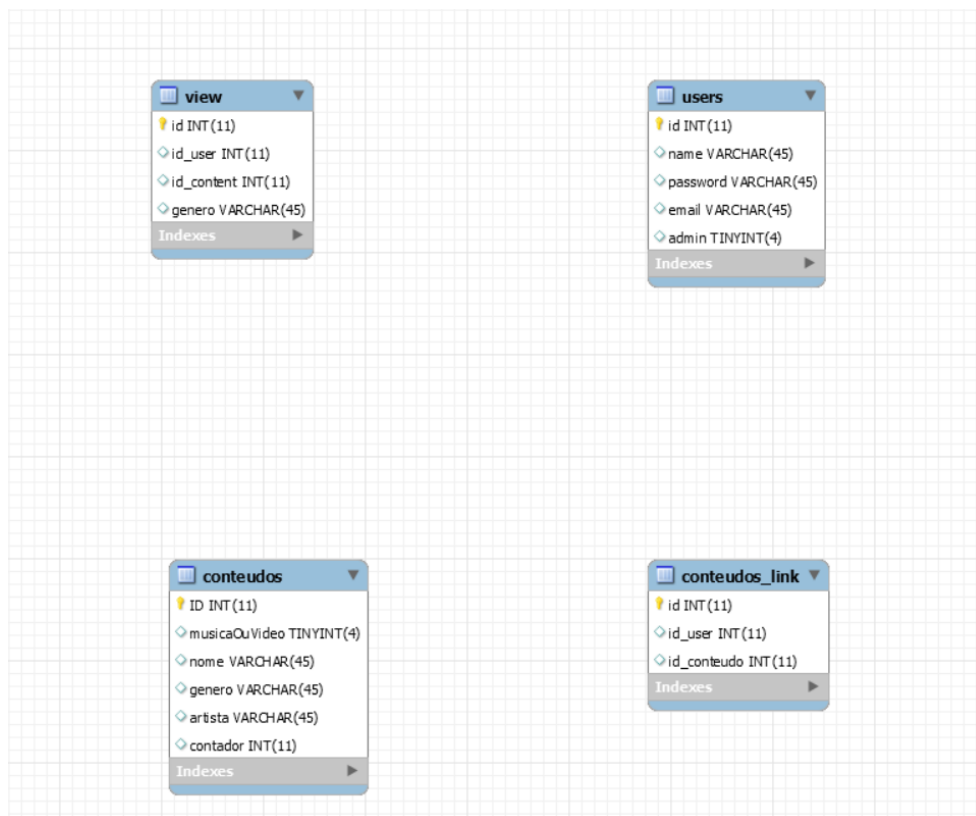 view
id INT(11)
id_user INT(11)
id_content INT(11)
genero VARCHAR(45)
Indexes
users
id INT(11)
name VARCHAR(45)
password VARCHAR(45)
email VARCHAR(45)
admin TINYINT(4)
Indexes
conteudos
ID INT(11)
musicaOuVideo TINYINT(4)
nome VARCHAR(45)
genero VARCHAR(45)
artista VARCHAR(45)
contador INT(11)
Indexes
conteudos_link
id INT(11)
id_user INT(11)
id_conteudo INT(11)
Indexes